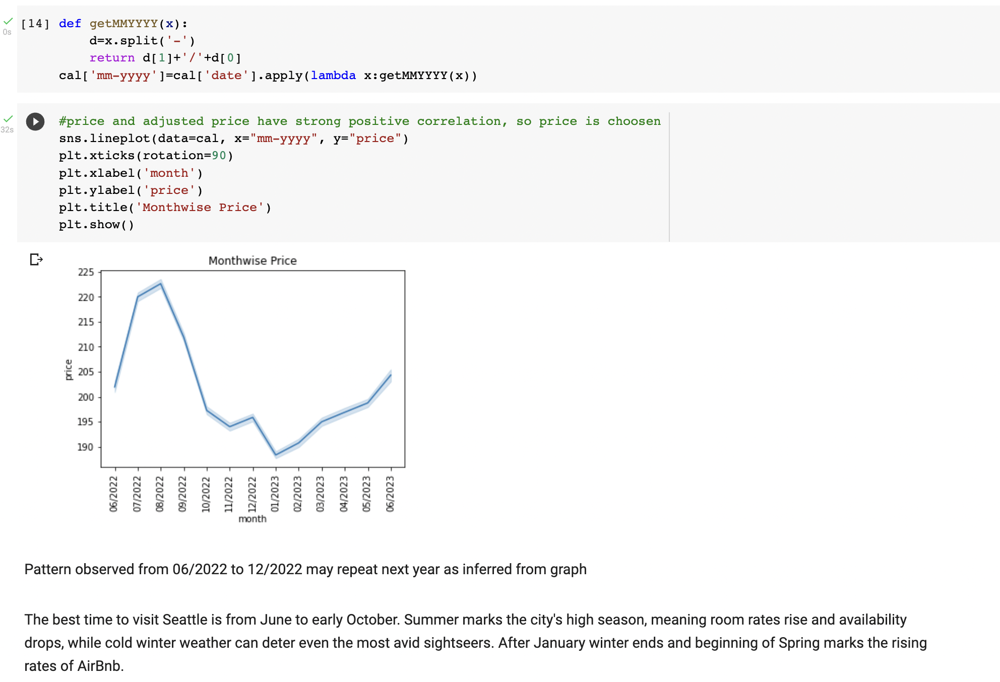 [14] def getMMYYYY(x):
0s
d=x.split('-')
return d[1]+'/'+d[0]
cal['mm-yyyy']=cal['date'].apply(lambda x:getMMYYYY(x))
32s
#price and adjusted price have strong positive correlation, so price is choosen
sns.lineplot(data=cal, x="mm-yyyy", y="price")
plt.xticks(rotation=90)
plt.xlabel('month')
plt.ylabel('price')
plt.title('Monthwise Price')
plt.show()
Monthwise Price
225
220
215
210
205
200
195
190
price
06/2022
07/2022
08/2022
09/2022
10/2022
11/2022
12/2022
01/2023
02/2023
03/2023
04/2023
05/2023
06/2023
month
Pattern observed from 06/2022 to 12/2022 may repeat next year as inferred from graph
The best time to visit Seattle is from June to early October. Summer marks the city's high season, meaning room rates rise and availability
drops, while cold winter weather can deter even the most avid sightseers. After January winter ends and beginning of Spring marks the rising
rates of AirBnb.